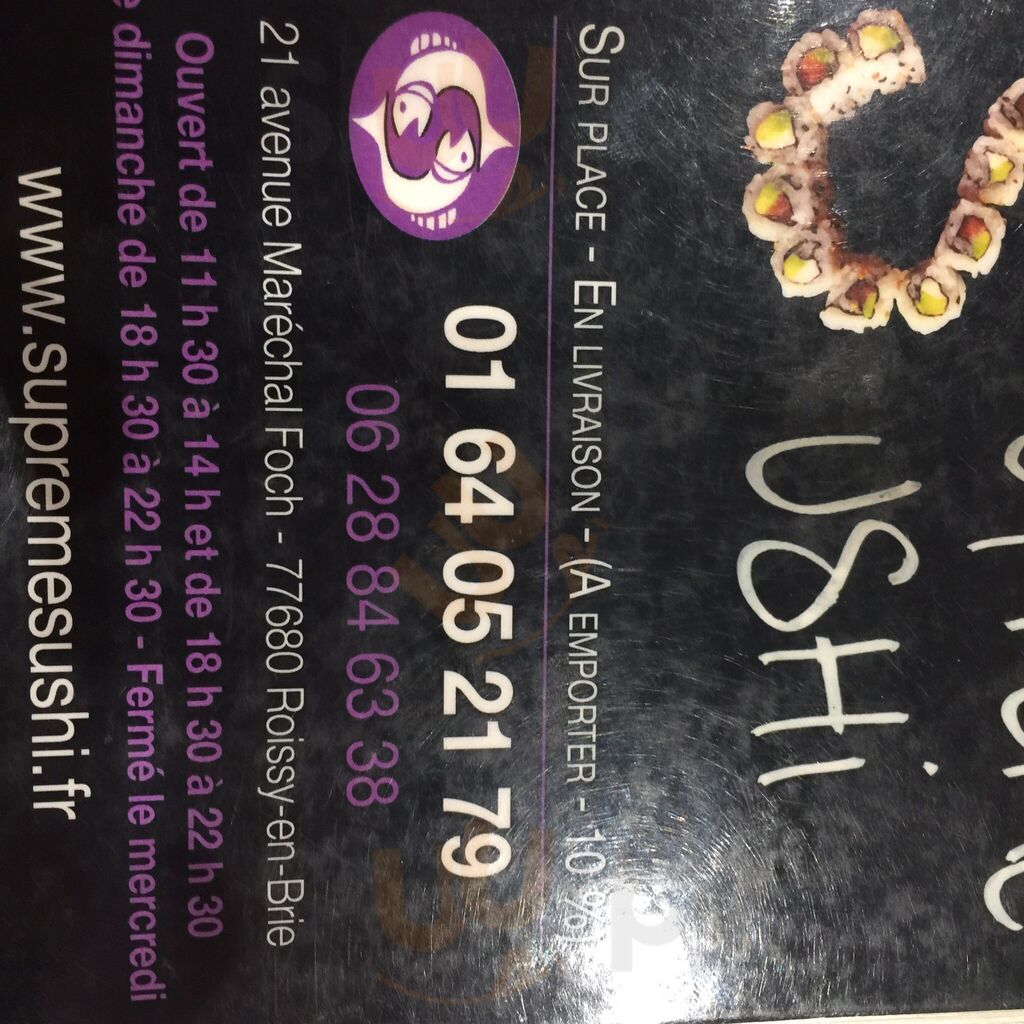 USHi
SUR PLACE - EN LIVRAISON - (A EMPORTER - 10 %)
01 64 05 21 79
06 28 84 63 38
21 avenue Maréchal Foch - 77680 Roissy-en-Brie
Ouvert de 11 h 30 à 14 h et de 18 h 30 à 22 h 30
dimanche de 18 h 30 à 22 h 30 - Fermé le mercredi
www.supremesushi.fr